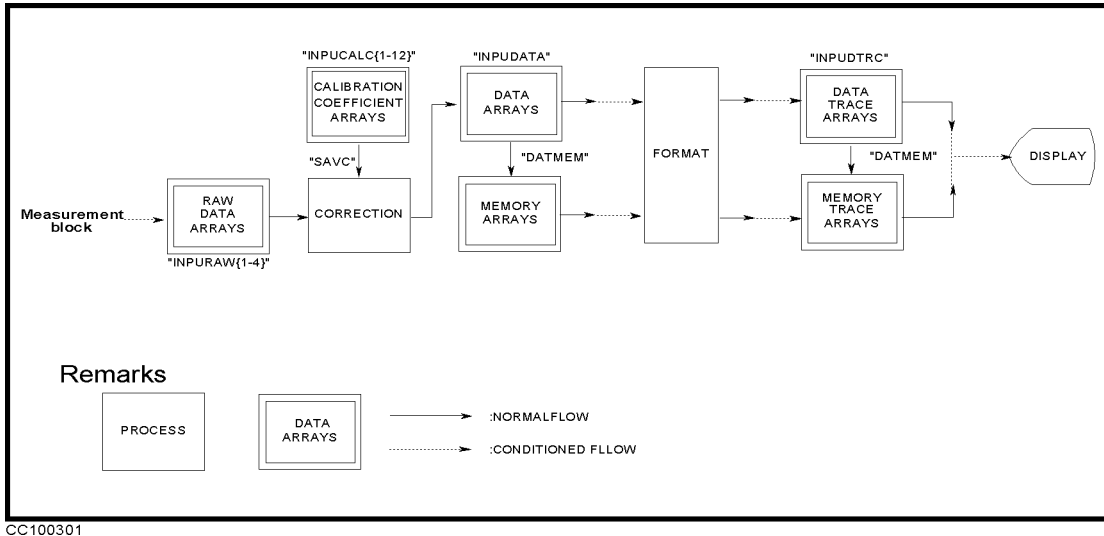 "INPUCALC{1-12}"
CALIBRATION
COEFFICIENT
ARRAYS
"SAVC"
CORRECTION
Measurement
block
RAW
DATA
ARRAYS
"INPURAW{1-4}"
"INPUDATA"
DATA
ARRAYS
"DATMEM"
MEMORY
ARRAYS
FORMAT
"INPUDTRC"
DATA
TRACE
ARRAYS
"DATMEM"
MEMORY
TRACE
ARRAYS
DISPLAY
Remarks
PROCESS
DATA
ARRAYS
:NORMALFLOW
:CONDITIONED FLLOW
CC100301